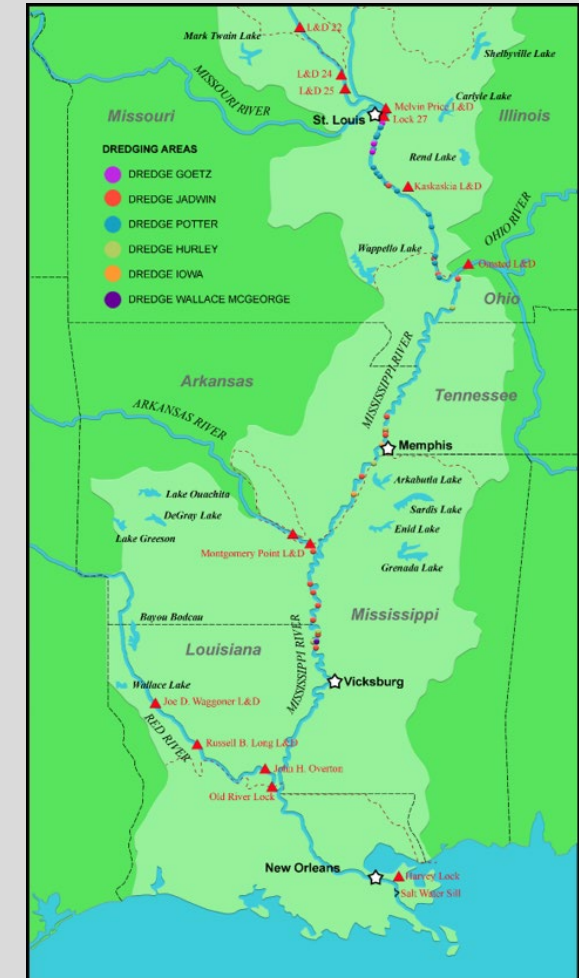 L&D 22
Mark Twain Lake
Shelbyville Lake
L&D 24
MISSOURI RIVER
L&D 25
Carlyle Lake
Melvin Price L&D
Missouri
St. Louis
Lock 27
Illinois
DREDGING AREAS
Rend Lake
DREDGE GOETZ
Kaskaskia L&D
DREDGE JADWIN
DREDGE POTTER
OHIO RIVER
DREDGE HURLEY
Wappello Lake
DREDGE IOWA
Omsted L&D
DREDGE WALLACE MCGEORGE
Ohio
MISSISSIPPI RIVER
Arkansas
Tennessee
ARKANSAS RIVER
Memphis
Arkabutla Lake
Lake Ouachita
Sardis Lake
DeGray Lake
Enid Lake
Lake Greeson
Montgomery Point L&D
Grenada Lake
Bayou Bodcau
Mississippi
Louisiana
MISSISSIPPI RIVER
Wallace Lake
Vicksburg
Joe D. Waggoner L&D
RED RIVER
Russell B. Long L&D
John H. Overton
Old River Lock
New Orleans
Harvey Lock
Salt Water Sill